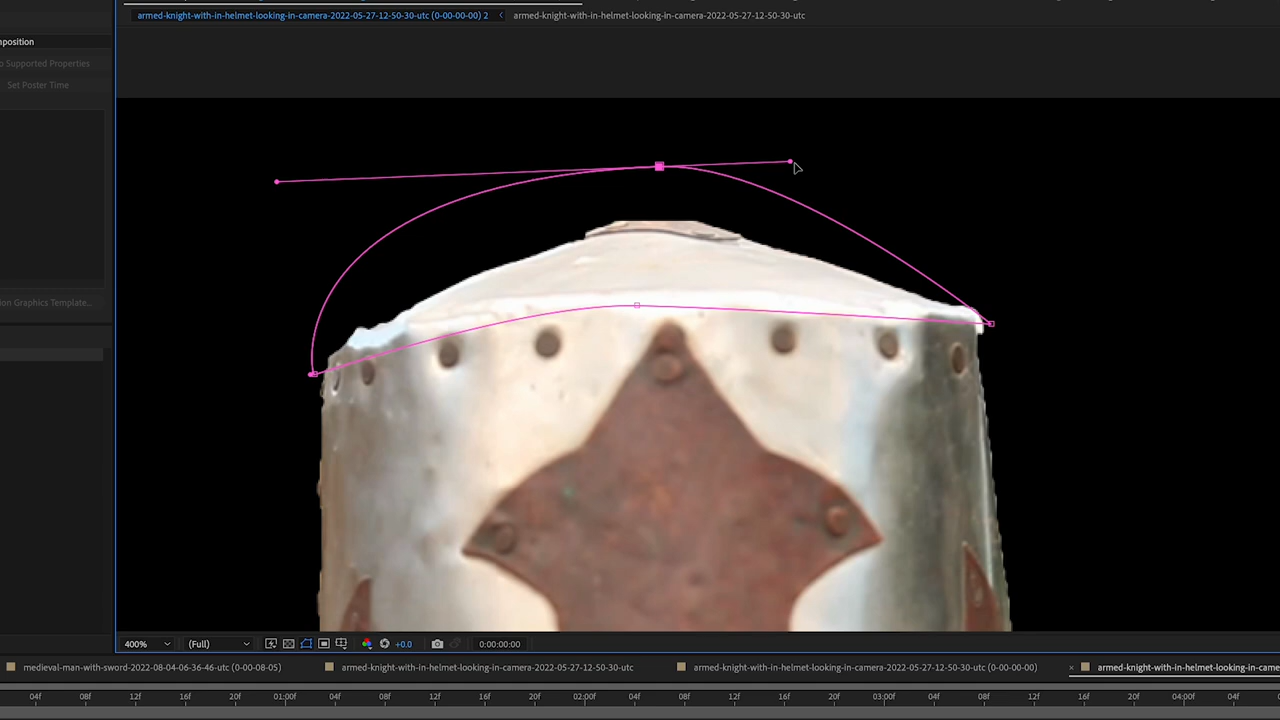 armed-knight-with-in-helmet-looking-in-camera-2022-05-27-12-50-30-utc (0-00-00-00) 2 armed-knight-with-in-helmet-looking-in-camera-2022-05-27-12-50-30-utc
position
o Supported Properties
Set Poster Time
ion Graphics Template...
400% (Full) +0.0 0:00:00:00
medieval-man-with-sword-2022-08-04-06-36-46-utc (0-00-08-05) armed-knight-with-in-helmet-looking-in-camera-2022-05-27-12-50-30-utc armed-knight-with-in-helmet-looking-in-camera-2022-05-27-12-50-30-utc (0-00-00-00) × armed-knight-with-in-helmet-looking-in-came
04f 08f 12f 16f 20f 01:00f 04f 08f 12f 16f 20f 02:00f 04f 08f 12f 16f 20f 03:00f 04f 08f 12f 16f 20f 04:00f 04f